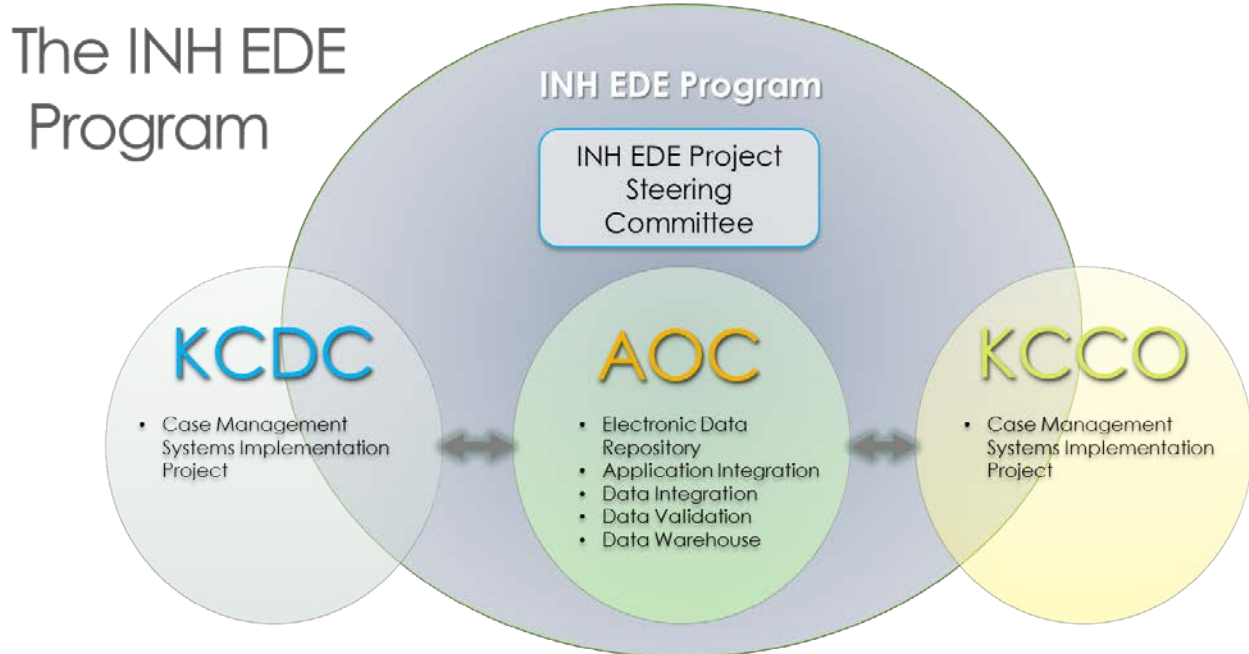 The INH EDE
Program
INH EDE Program
INH EDE Project
Steering
Committee
KCDC
• Case Management
Systems Implementation
Project
AOC
• Electronic Data
Repository
• Application Integration
• Data Integration
• Data Validation
• Data Warehouse
KCCO
• Case Management
Systems Implementation
Project